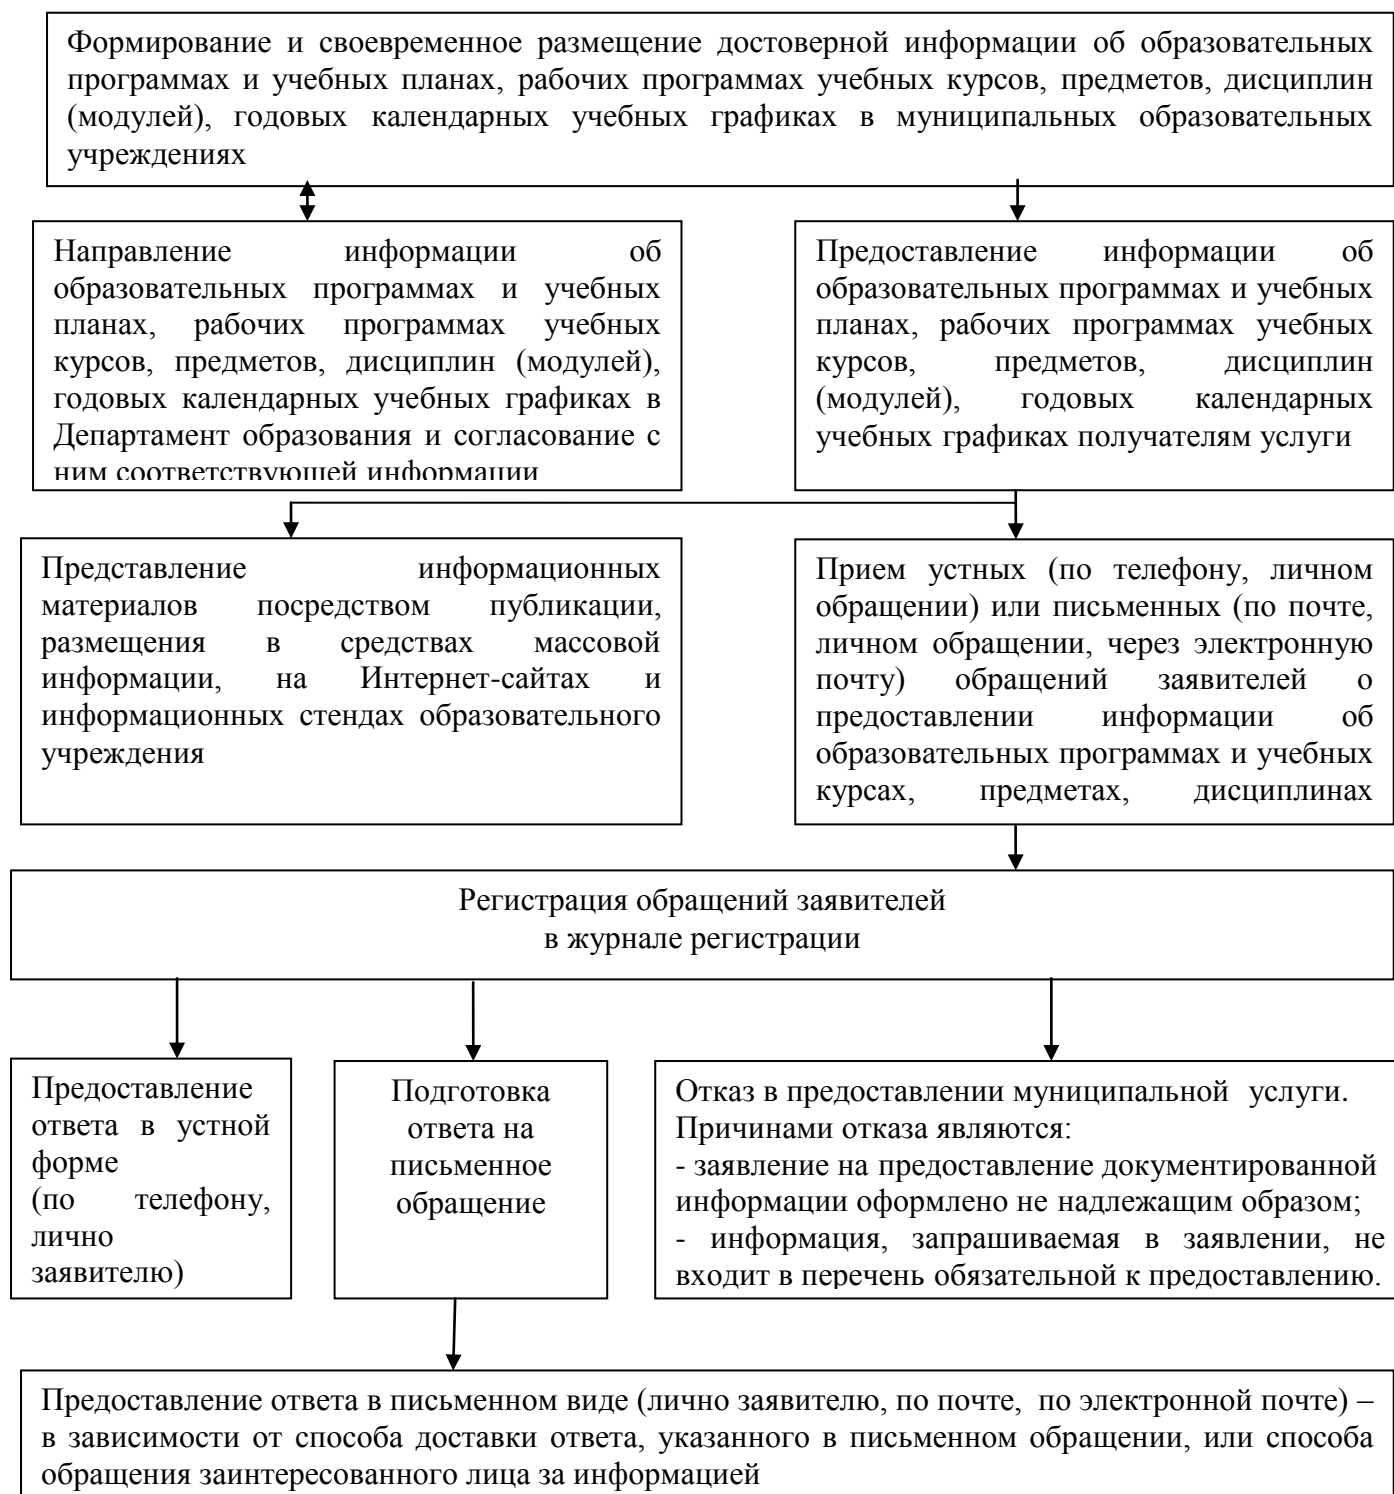 Формирование и своевременное размещение достоверной информации об образовательных
программах и учебных планах, рабочих программах учебных курсов, предметов, дисциплин
(модулей), годовых календарных учебных графиках в муниципальных образовательных
учреждениях
Направление информации об
образовательных программах и учебных
планах, рабочих программах учебных
курсов, предметов, дисциплин (модулей),
годовых календарных учебных графиках в
Департамент образования и согласование с
ним соответствующей информации
Предоставление информации об
образовательных программах и учебных
планах, рабочих программах учебных
курсов, предметов, дисциплин
(модулей), годовых календарных
учебных графиках получателям услуги
Представление информационных
материалов посредством публикации,
размещения в средствах массовой
информации, на Интернет-сайтах и
информационных стендах образовательного
учреждения
Прием устных (по телефону, личном
обращении) или письменных (по почте,
личном обращении, через электронную
почту) обращений заявителей о
предоставлении информации об
образовательных программах и учебных
курсах, предметах, дисциплинах
Регистрация обращений заявителей
в журнале регистрации
Предоставление
ответа в устной
форме
(по телефону,
лично
заявителю)
Подготовка
ответа на
письменное
обращение
Отказ в предоставлении муниципальной услуги.
Причинами отказа являются:
- заявление на предоставление документированной
информации оформлено не надлежащим образом;
- информация, запрашиваемая в заявлении, не
входит в перечень обязательной к предоставлению.
Предоставление ответа в письменном виде (лично заявителю, по почте, по электронной почте) –
в зависимости от способа доставки ответа, указанного в письменном обращении, или способа
обращения заинтересованного лица за информацией